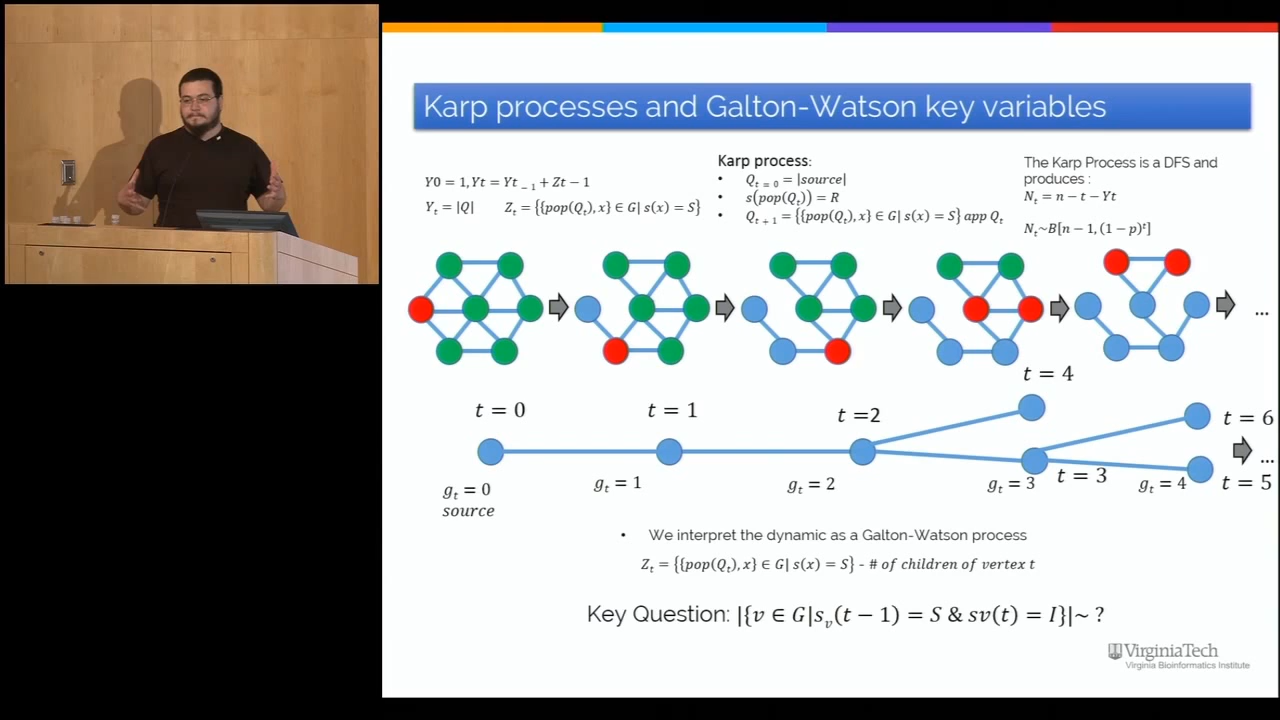 Karp processes and Galton-Watson key variables
Y0 = 1, Yt = Yt₋₁ + Zt − 1
Yₜ = |Q| Zₜ = {{pop(Qₜ), x} ∈ G| s(x) = S}
Karp process:
• Qₜ₌₀ = |source|
• s(pop(Qₜ)) = R
• Qₜ₊₁ = {{pop(Qₜ), x} ∈ G| s(x) = S} app Qₜ
The Karp Process is a DFS and
produces :
Nₜ = n − t − Yt
Nₜ~B[n − 1, (1 − p)ᵗ]
...
t = 0
t = 1
t =2
t = 4
t = 3
t = 6
t = 5
...
gₜ = 0
source
gₜ = 1
gₜ = 2
gₜ = 3
gₜ = 4
• We interpret the dynamic as a Galton-Watson process
Zₜ = {{pop(Qₜ), x} ∈ G| s(x) = S} - # of children of vertex t
Key Question: |{v ∈ G|sᵥ(t − 1) = S & sv(t) = I}|~ ?
VirginiaTech
Virginia Bioinformatics Institute